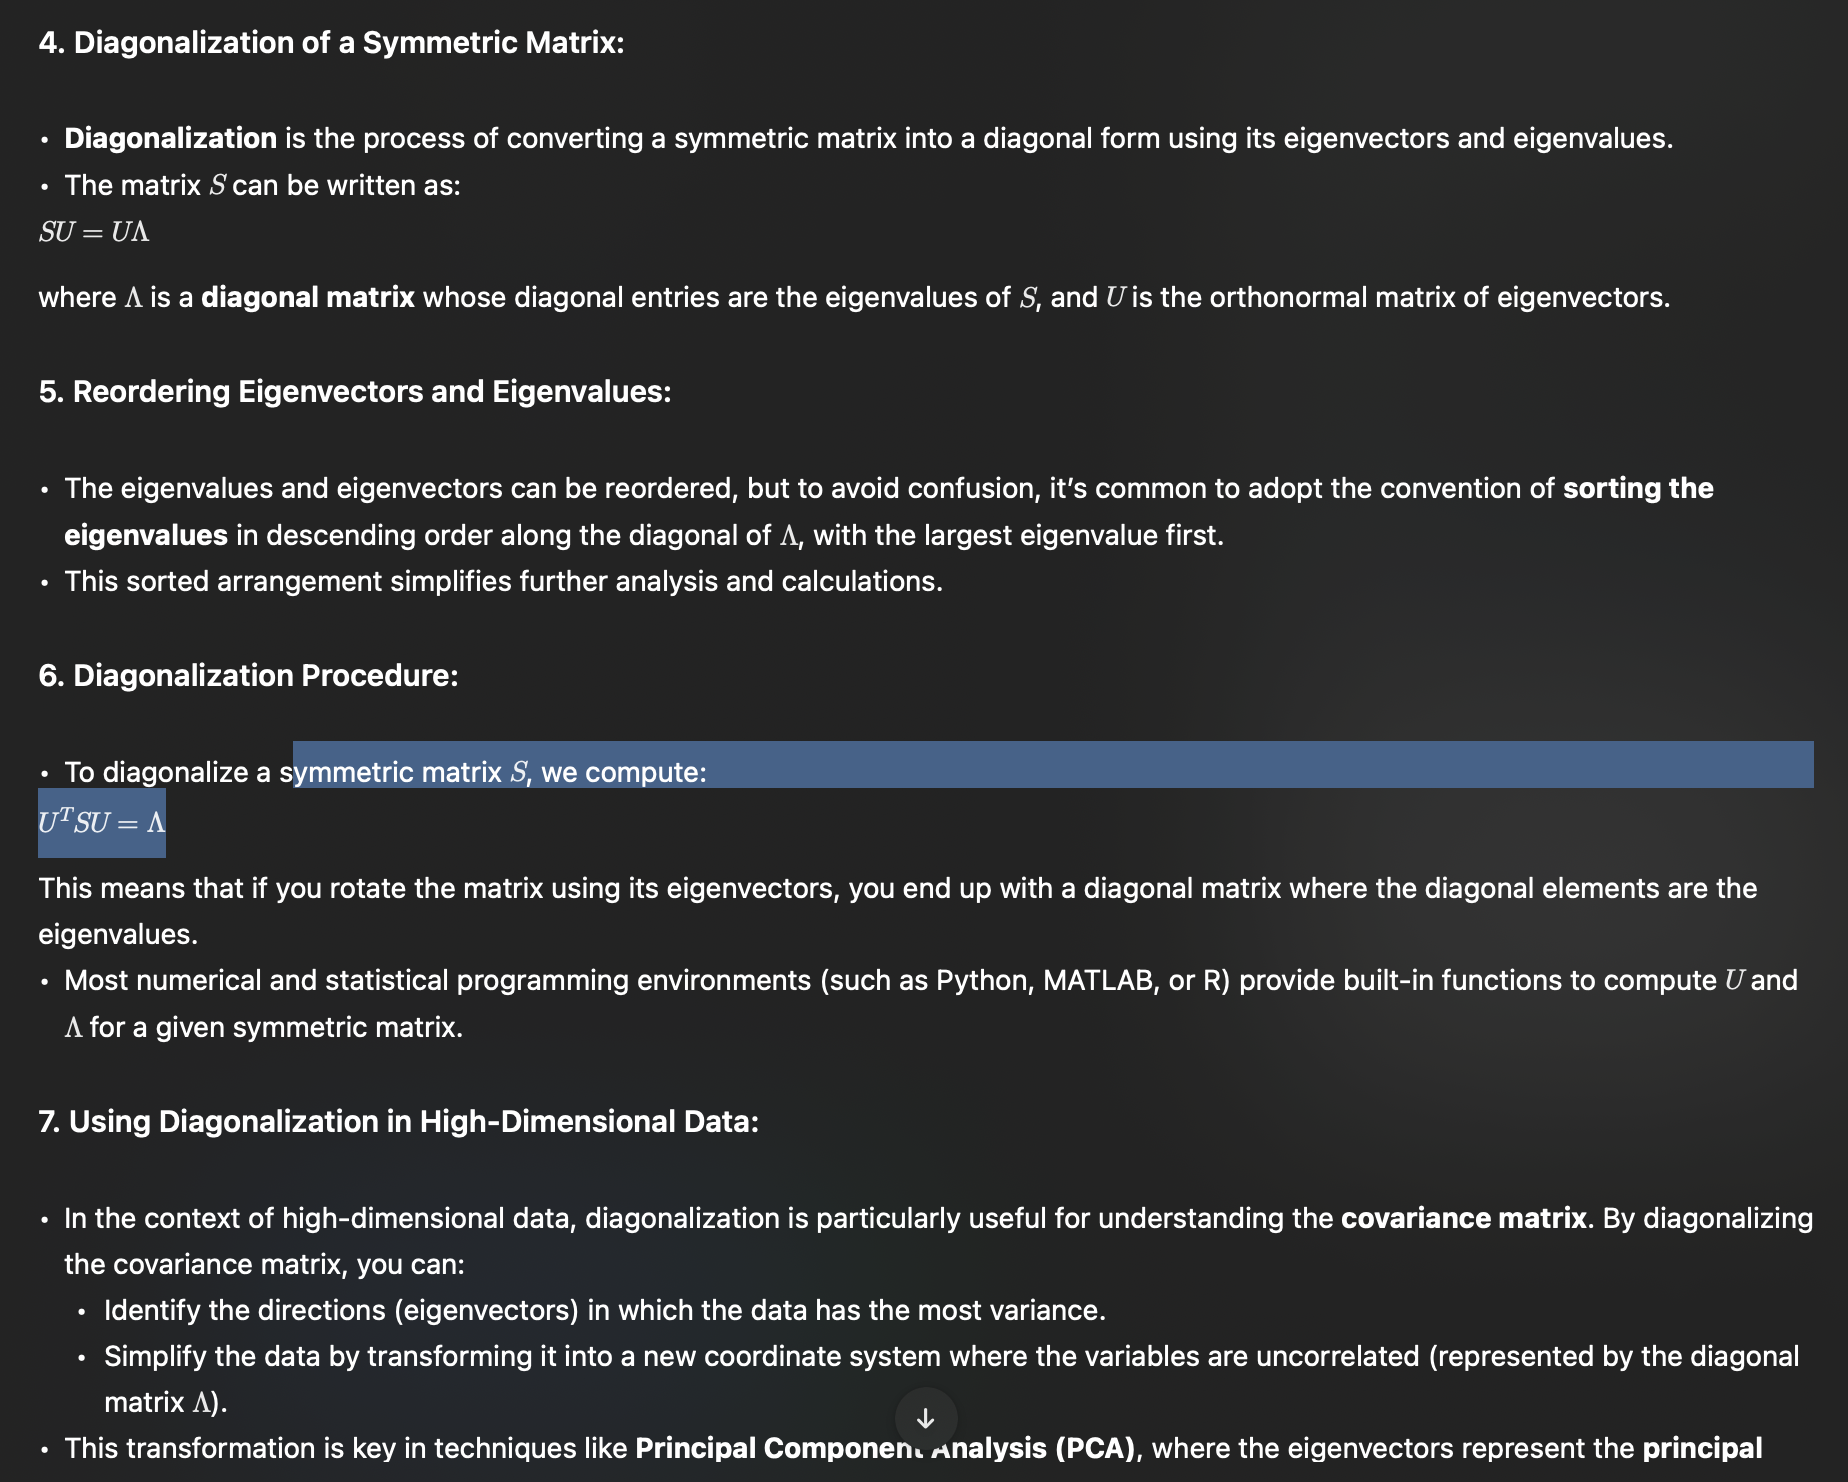 4. Diagonalization of a Symmetric Matrix:
• Diagonalization is the process of converting a symmetric matrix into a diagonal form using its eigenvectors and eigenvalues.
• The matrix S can be written as:
SU = UΛ
where Λ is a diagonal matrix whose diagonal entries are the eigenvalues of S, and U is the orthonormal matrix of eigenvectors.
5. Reordering Eigenvectors and Eigenvalues:
• The eigenvalues and eigenvectors can be reordered, but to avoid confusion, it’s common to adopt the convention of sorting the
eigenvalues in descending order along the diagonal of Λ, with the largest eigenvalue first.
• This sorted arrangement simplifies further analysis and calculations.
6. Diagonalization Procedure:
• To diagonalize a symmetric matrix S, we compute:
UᵀSU = Λ
This means that if you rotate the matrix using its eigenvectors, you end up with a diagonal matrix where the diagonal elements are the
eigenvalues.
• Most numerical and statistical programming environments (such as Python, MATLAB, or R) provide built-in functions to compute U and
Λ for a given symmetric matrix.
7. Using Diagonalization in High-Dimensional Data:
• In the context of high-dimensional data, diagonalization is particularly useful for understanding the covariance matrix. By diagonalizing
the covariance matrix, you can:
• Identify the directions (eigenvectors) in which the data has the most variance.
• Simplify the data by transforming it into a new coordinate system where the variables are uncorrelated (represented by the diagonal
matrix Λ).
• This transformation is key in techniques like Principal Component Analysis (PCA), where the eigenvectors represent the principal